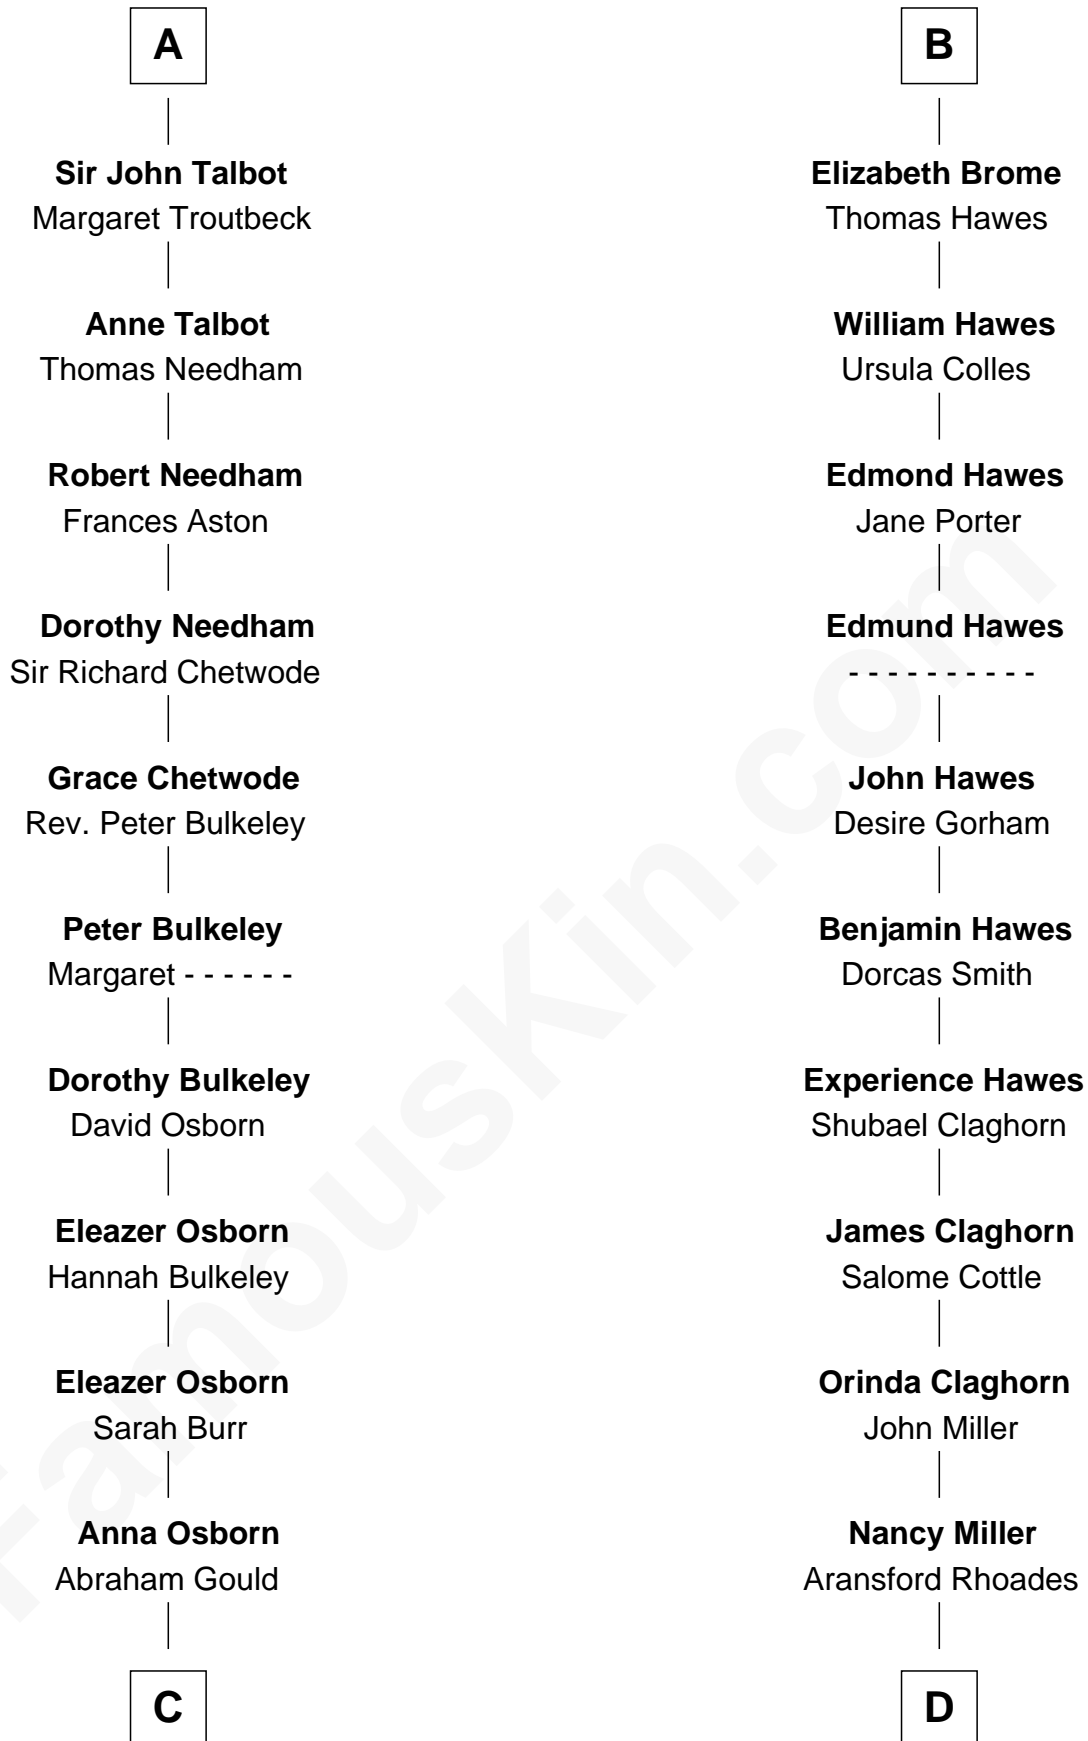 A
Sir John Talbot
Margaret Troutbeck
Anne Talbot
Thomas Needham
Robert Needham
Frances Aston
Dorothy Needham
Sir Richard Chetwode
Grace Chetwode
Rev. Peter Bulkeley
Peter Bulkeley
Margaret - - - - - -
Dorothy Bulkeley
David Osborn
Eleazer Osborn
Hannah Bulkeley
Eleazer Osborn
Sarah Burr
Anna Osborn
Abraham Gould
C
B
Elizabeth Brome
Thomas Hawes
William Hawes
Ursula Colles
Edmond Hawes
Jane Porter
Edmund Hawes
- - - - - - - - - -
John Hawes
Desire Gorham
Benjamin Hawes
Dorcas Smith
Experience Hawes
Shubael Claghorn
James Claghorn
Salome Cottle
Orinda Claghorn
John Miller
Nancy Miller
Aransford Rhoades
D
FamousKin.com